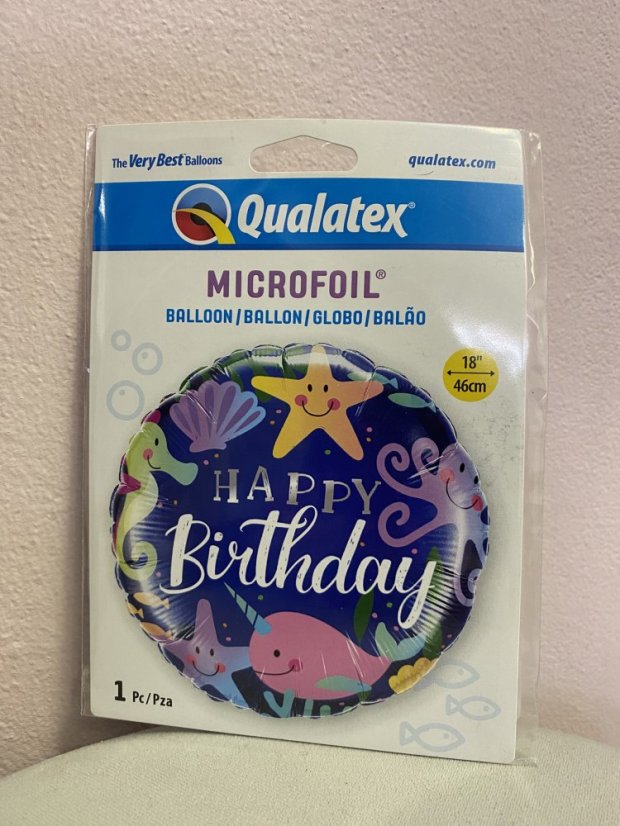 The Very Best Balloons
qualatex.com
Qualatex®
MICROFOIL®
BALLOON/BALLON/GLOBO/BALÃO
18"
46cm
HAPPY
Birthday
1 Pc/Pza